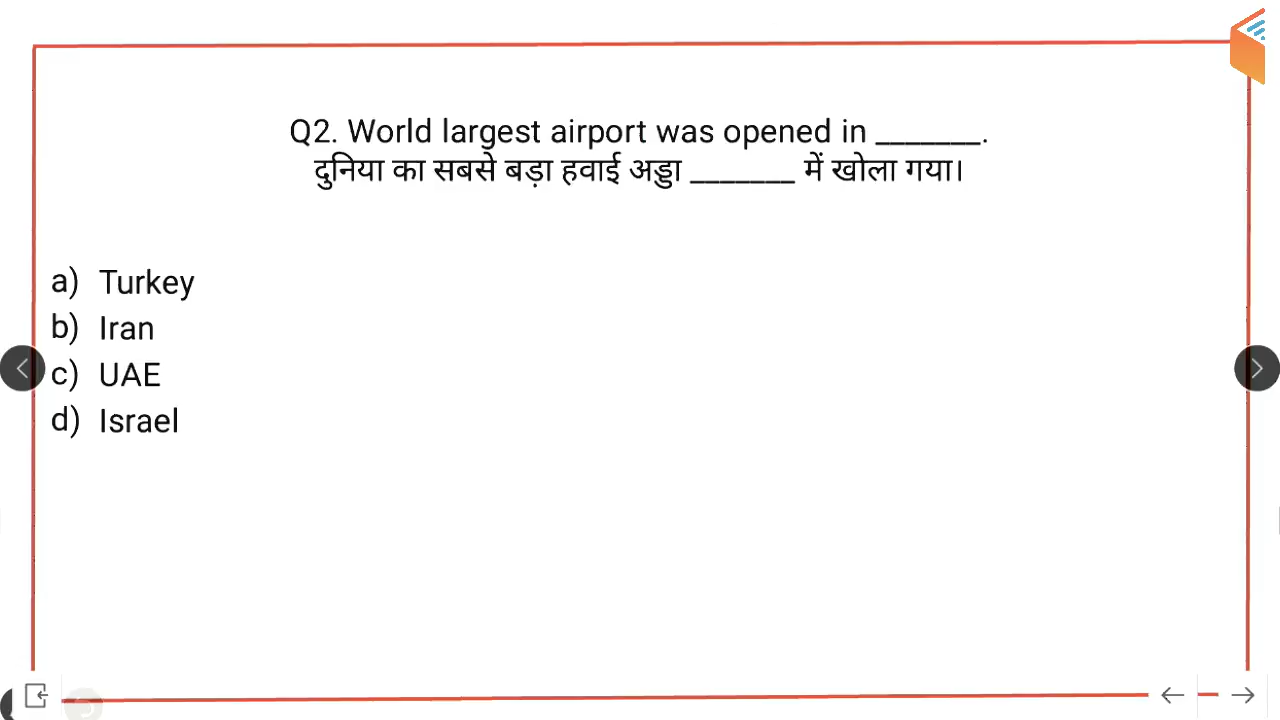 Q2. World largest airport was opened in _______.
दुनिया का सबसे बड़ा हवाई अड्डा _______ में खोला गया।
a) Turkey
b) Iran
c) UAE
d) Israel